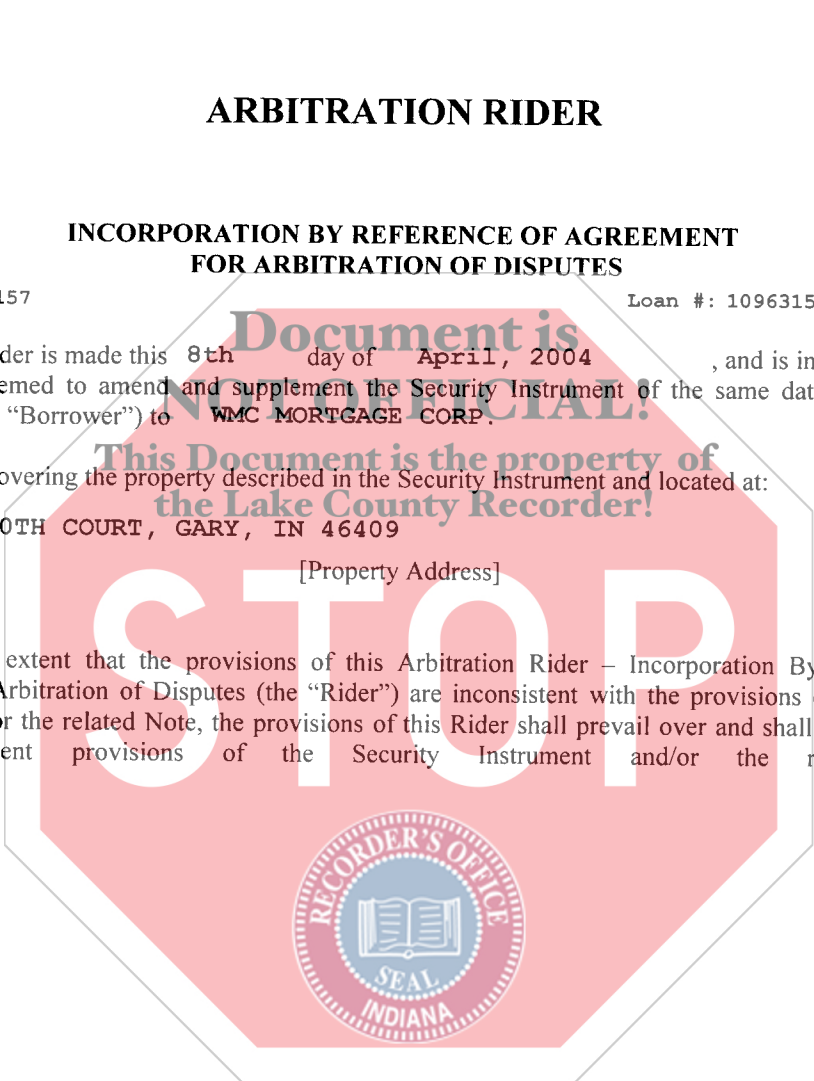 ARBITRATION RIDER
INCORPORATION BY REFERENCE OF AGREEMENT
FOR ARBITRATION OF DISPUTES
157 Loan #: 1096315
Document is
der is made this 8th day of April, 2004 , and is in
emed to amend and supplement the Security Instrument of the same dat
NOT OFFICIAL!
“Borrower”) to WMC MORTGAGE CORP.
This Document is the property of
overing the property described in the Security Instrument and located at:
the Lake County Recorder!
0TH COURT, GARY, IN 46409
[Property Address]
STOP
extent that the provisions of this Arbitration Rider – Incorporation By
Arbitration of Disputes (the “Rider”) are inconsistent with the provisions
r the related Note, the provisions of this Rider shall prevail over and shall
ent provisions of the Security Instrument and/or the r
RECORDER'S OFFICE
SEAL
INDIANA